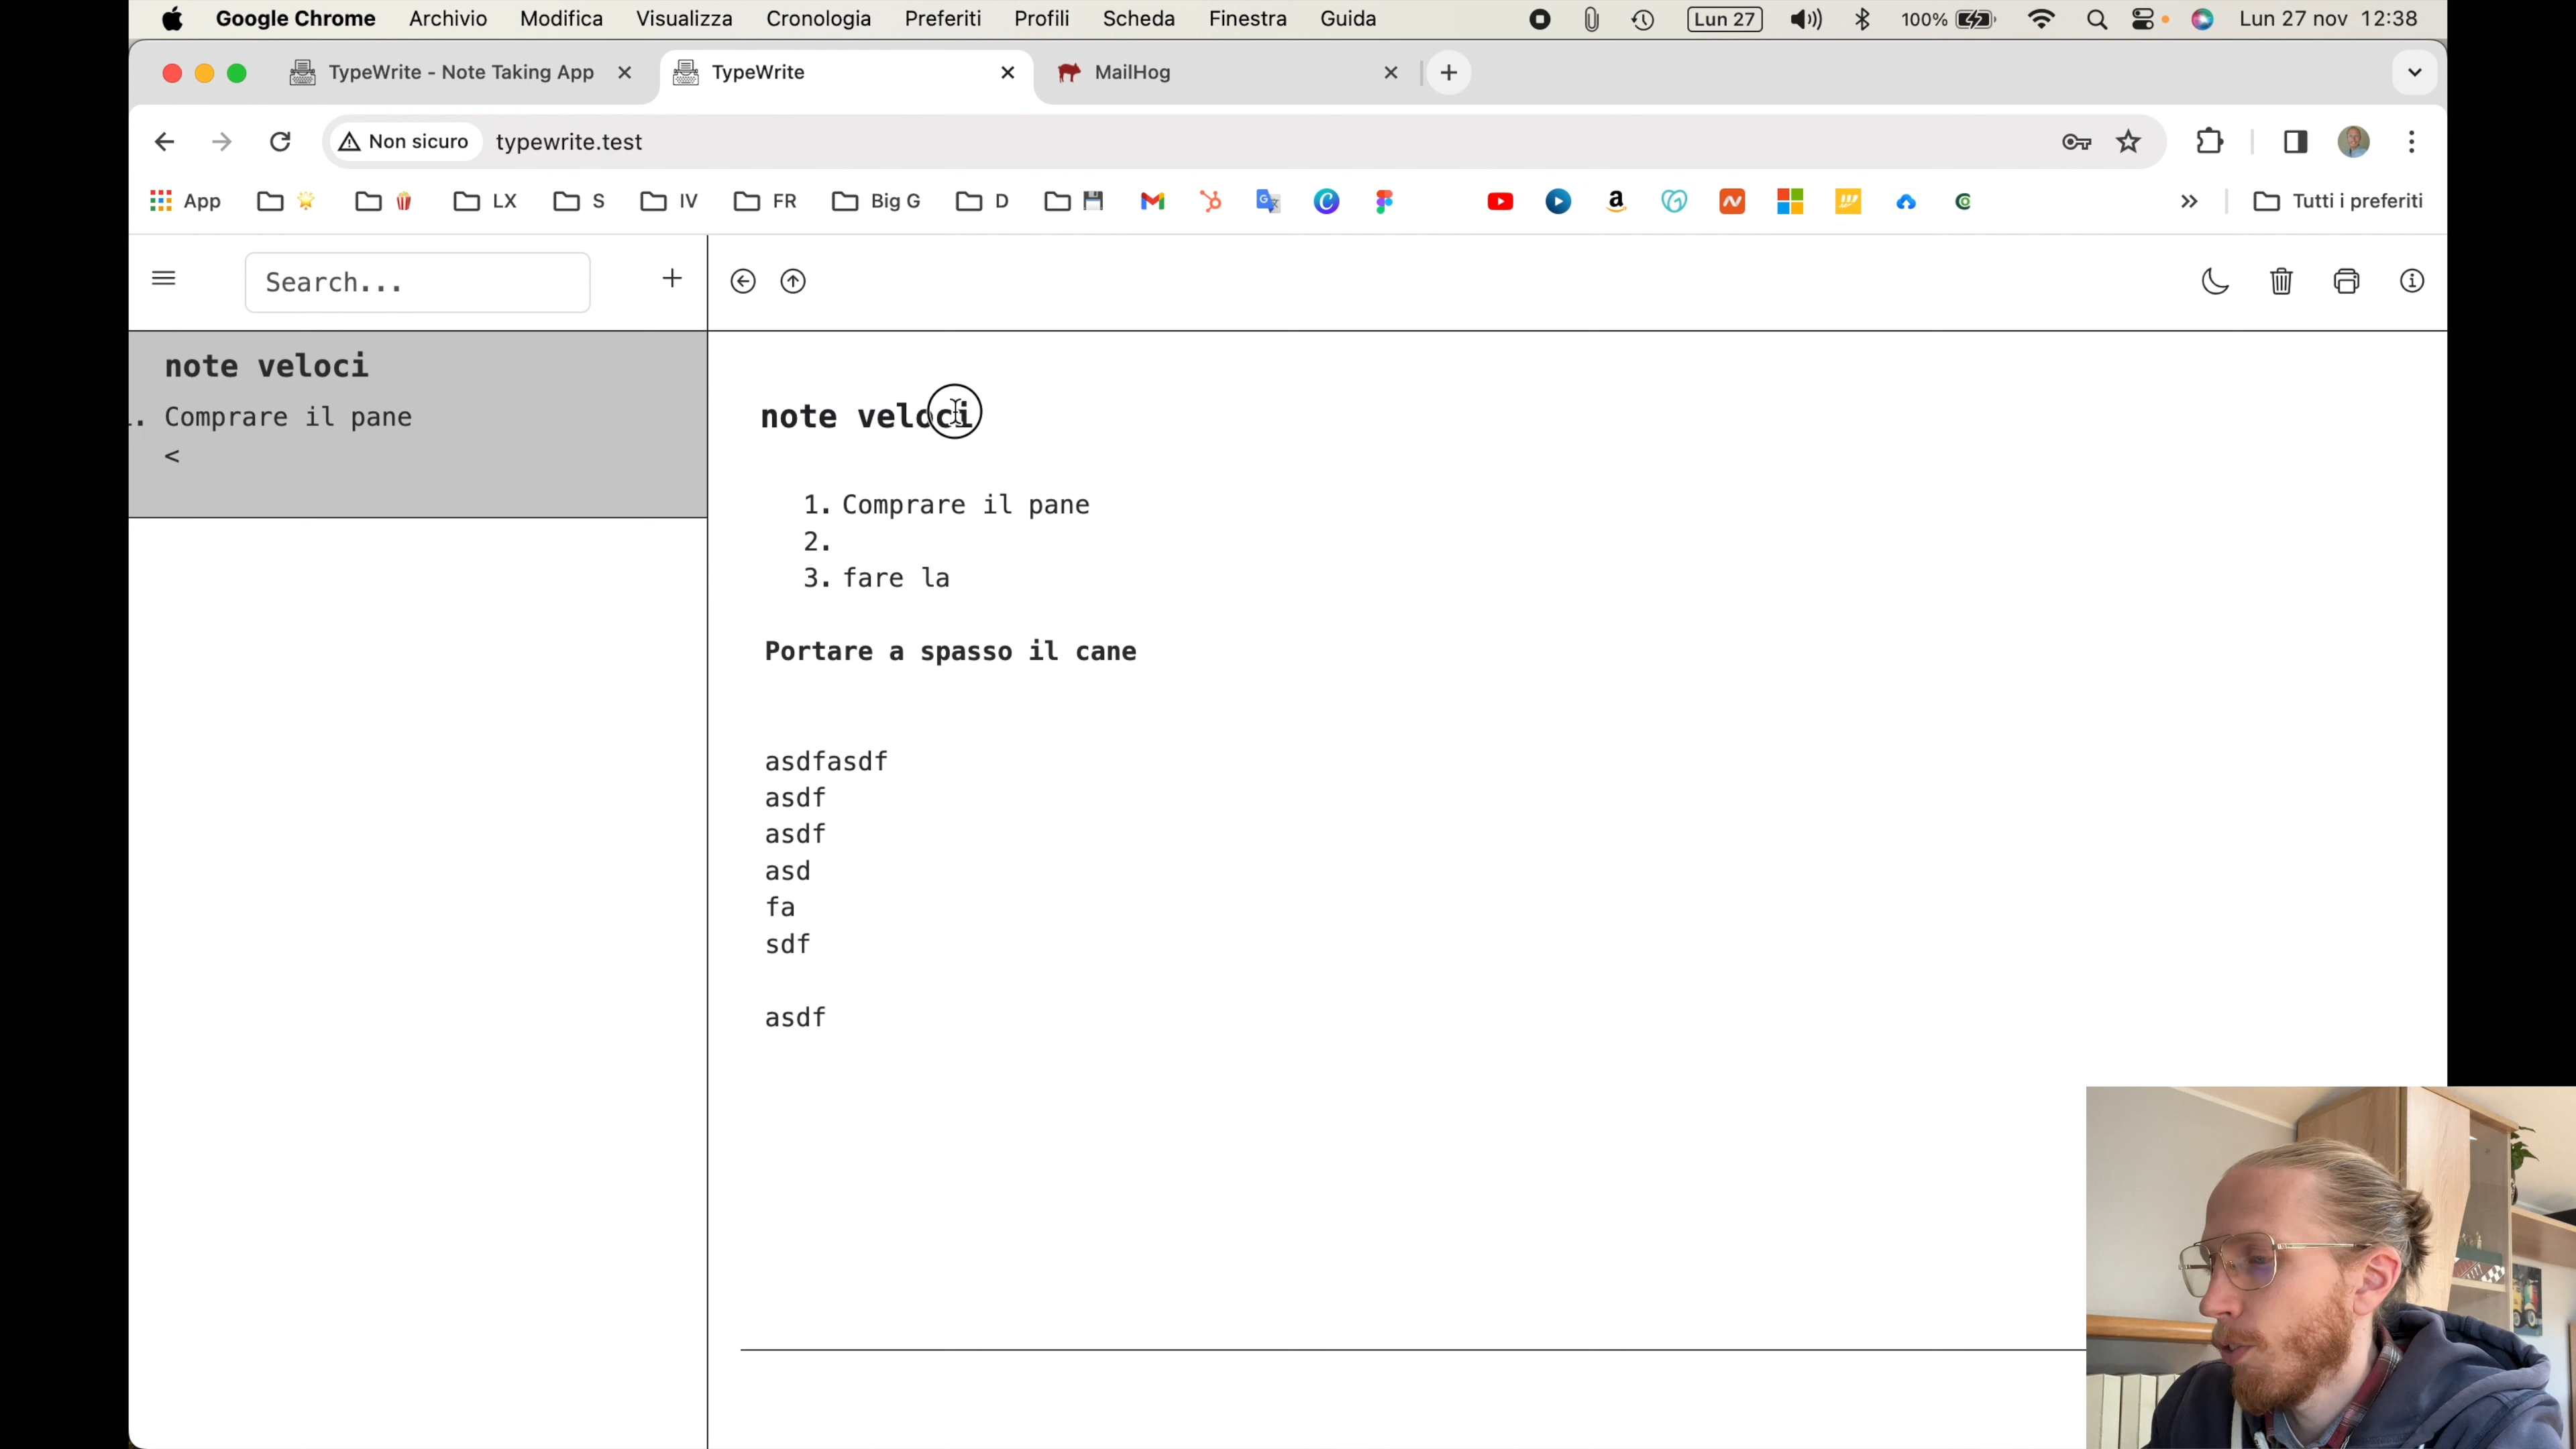 Google Chrome Archivio Modifica Visualizza Cronologia Preferiti Profili Scheda Finestra Guida Lun 27 100% Lun 27 nov 12:38
TypeWrite - Note Taking App TypeWrite MailHog
Non sicuro typewrite.test
App LX S IV FR Big G D Tutti i preferiti
Search...
note veloci
. Comprare il pane
<
note veloci
1. Comprare il pane
2.
3. fare la
Portare a spasso il cane
asdfasdf
asdf
asdf
asd
fa
sdf
asdf